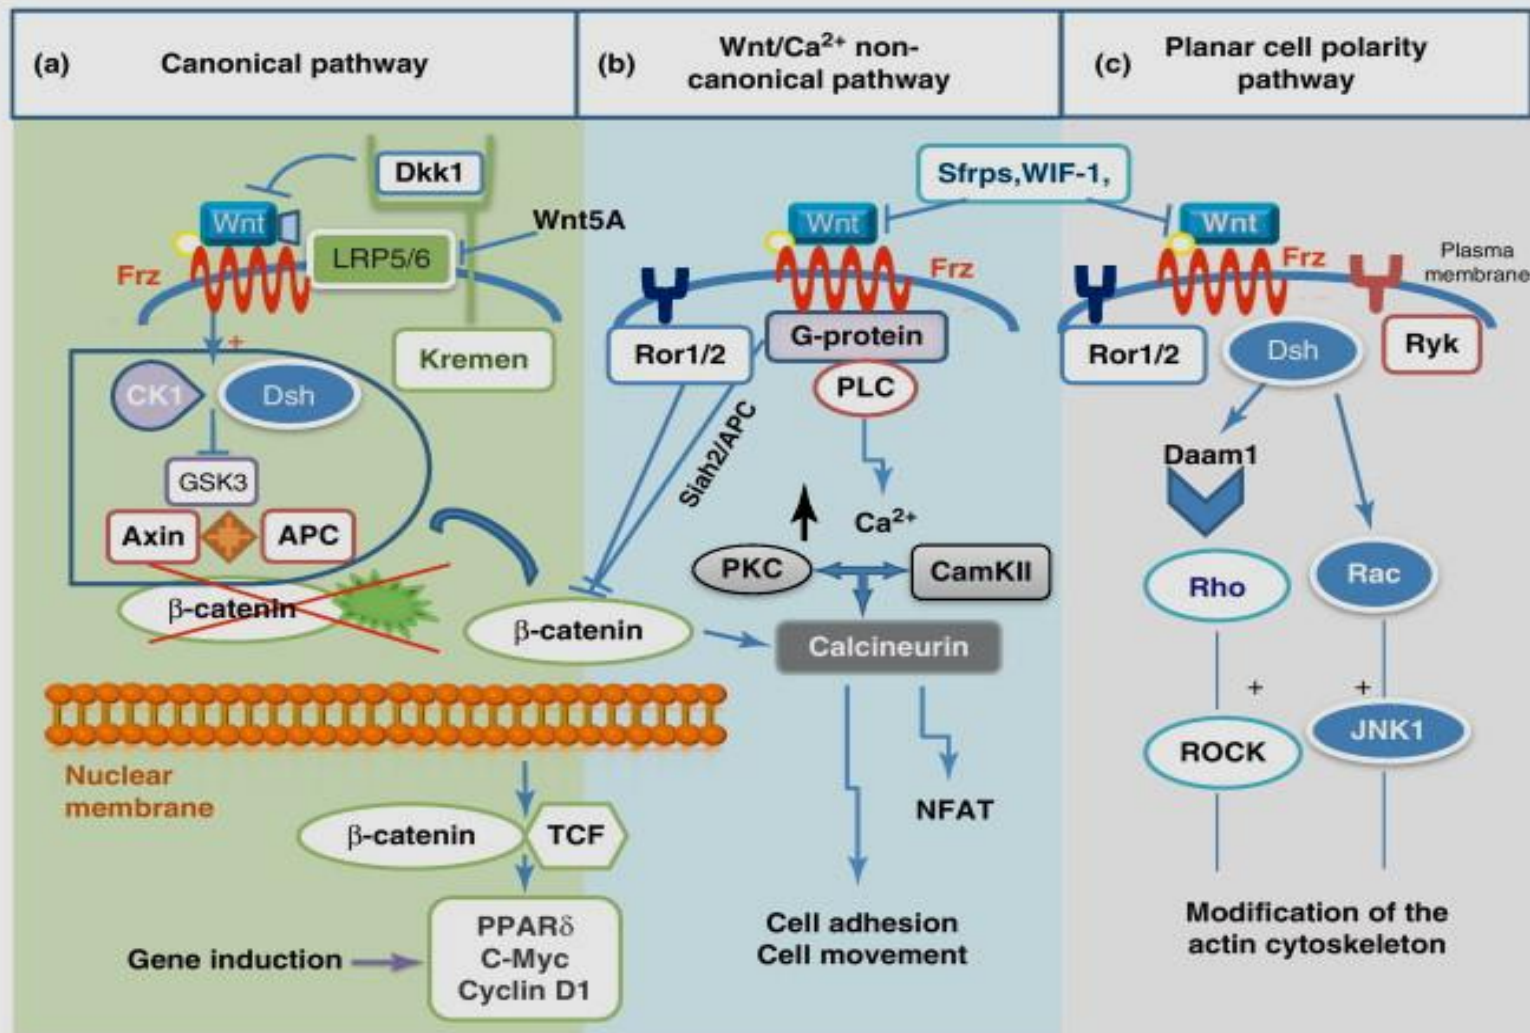 (a) Canonical pathway
(b) Wnt/Ca²⁺ non-
canonical pathway
(c) Planar cell polarity
pathway
Dkk1
Wnt
Wnt5A
LRP5/6
Frz
Kremen
+
CK1
Dsh
GSK3
Axin
APC
β-catenin
Nuclear
membrane
β-catenin
TCF
Gene induction
PPARδ
C-Myc
Cyclin D1
Sfrps,WIF-1,
Wnt
Frz
Ror1/2
G-protein
PLC
Siah2/APC
Ca²⁺
PKC
CamKII
β-catenin
Calcineurin
NFAT
Cell adhesion
Cell movement
Wnt
Frz
Plasma
membrane
Ror1/2
Dsh
Ryk
Daam1
Rho
Rac
+
+
ROCK
JNK1
Modification of the
actin cytoskeleton